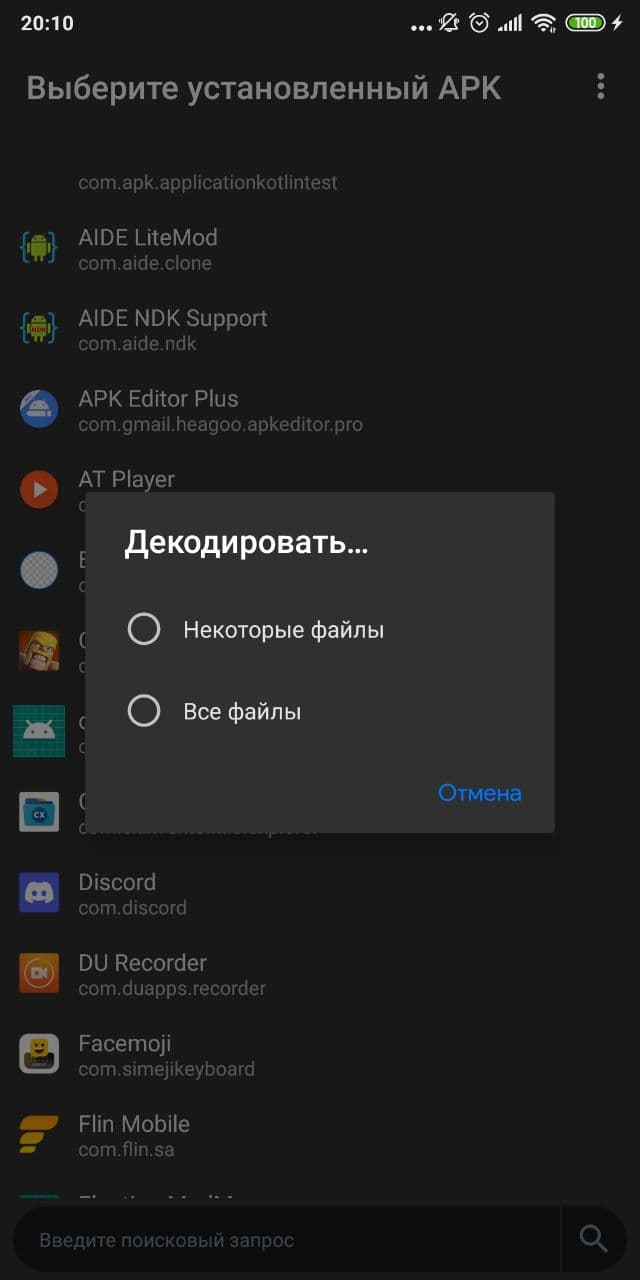 20:10
100
Выберите установленный APK
com.apk.applicationkotlintest
AIDE LiteMod
com.aide.clone
AIDE NDK Support
com.aide.ndk
APK Editor Plus
com.gmail.heagoo.apkeditor.pro
AT Player
Декодировать...
Некоторые файлы
Все файлы
Отмена
Discord
com.discord
DU Recorder
com.duapps.recorder
Facemoji
com.simejikeyboard
Flin Mobile
com.flin.sa
Введите поисковый запрос